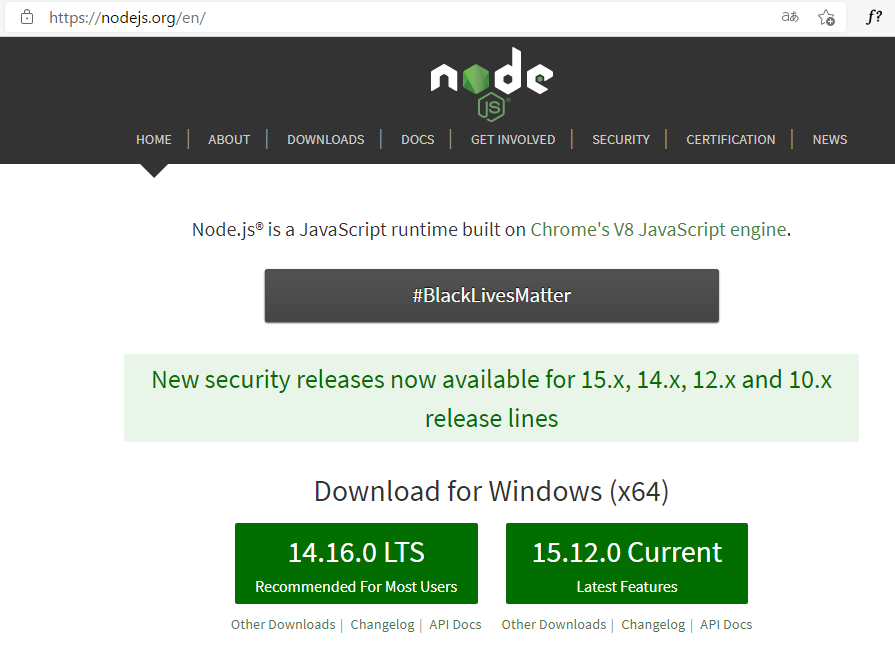 https://nodejs.org/en/
aあ
ƒ?
node
JS®
HOME | ABOUT | DOWNLOADS | DOCS | GET INVOLVED | SECURITY | CERTIFICATION | NEWS
Node.js® is a JavaScript runtime built on Chrome's V8 JavaScript engine.
#BlackLivesMatter
New security releases now available for 15.x, 14.x, 12.x and 10.x
release lines
Download for Windows (x64)
14.16.0 LTS
Recommended For Most Users
15.12.0 Current
Latest Features
Other Downloads | Changelog | API Docs
Other Downloads | Changelog | API Docs